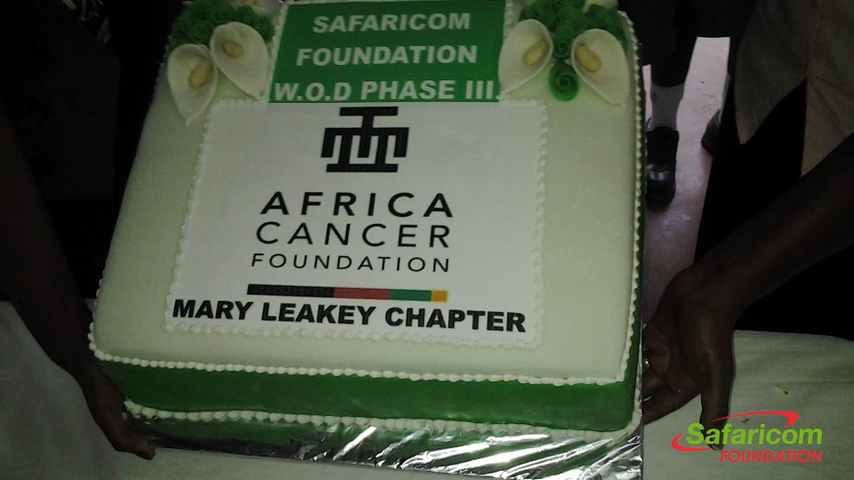 SAFARICOM
FOUNDATION
W.O.D PHASE III
AFRICA
CANCER
FOUNDATION
MARY LEAKEY CHAPTER
Safaricom
FOUNDATION